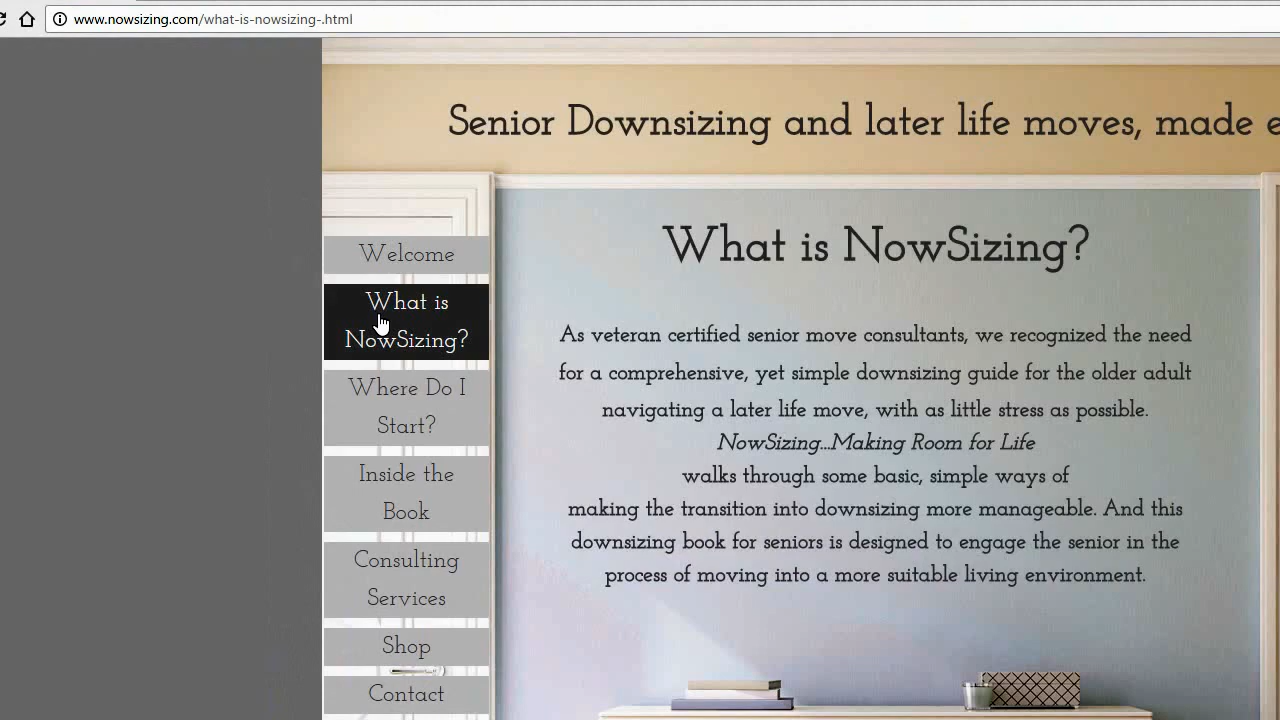 www.nowsizing.com/what-is-nowsizing-.html
Senior Downsizing and later life moves, made
What is NowSizing?
Welcome
What is
NowSizing?
Where Do I
Start?
Inside the
Book
Consulting
Services
Shop
Contact
As veteran certified senior move consultants, we recognized the need
for a comprehensive, yet simple downsizing guide for the older adult
navigating a later life move, with as little stress as possible.
NowSizing...Making Room for Life
walks through some basic, simple ways of
making the transition into downsizing more manageable. And this
downsizing book for seniors is designed to engage the senior in the
process of moving into a more suitable living environment.